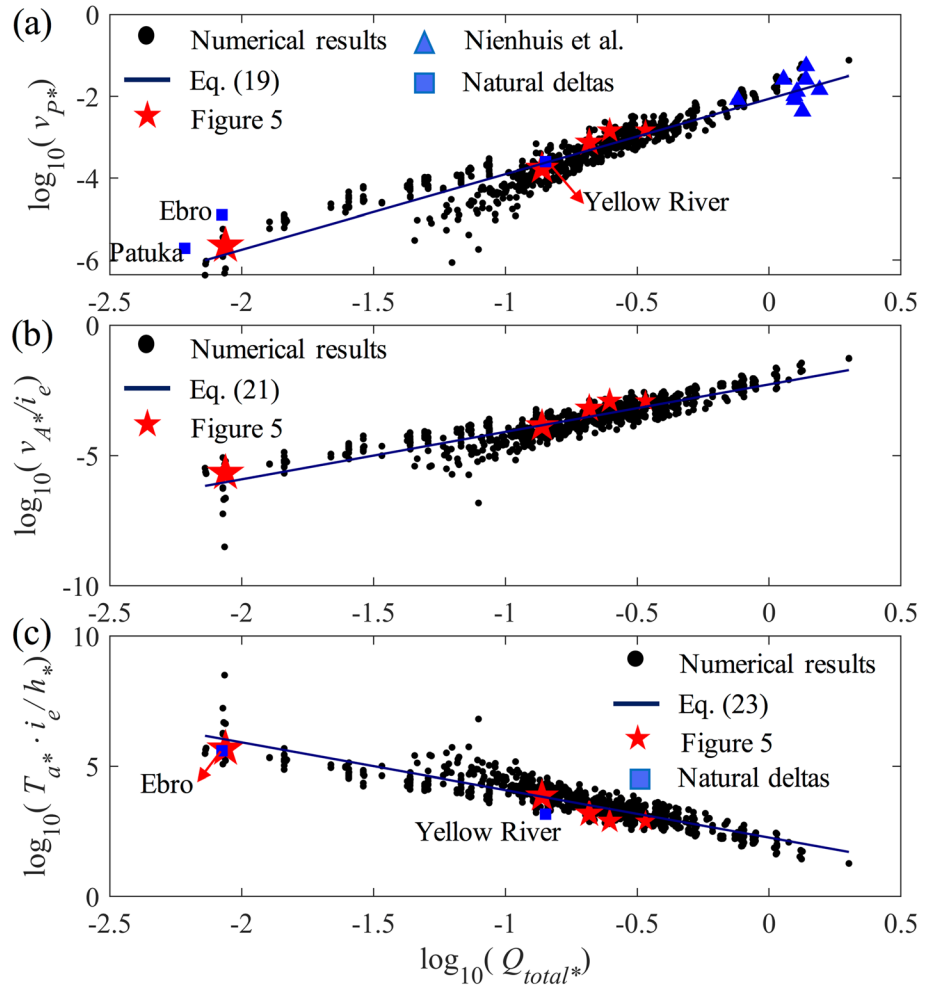 (a)
0
-2
-4
-6
log10(vP*)
Numerical results
Eq. (19)
Figure 5
Nienhuis et al.
Natural deltas
Ebro
Patuka
Yellow River
-2.5 -2 -1.5 -1 -0.5 0 0.5
(b)
0
-5
-10
log10(vA*/ie)
Numerical results
Eq. (21)
Figure 5
-2.5 -2 -1.5 -1 -0.5 0 0.5
(c)
10
5
0
log10(Ta* · ie/h*)
Numerical results
Eq. (23)
Figure 5
Natural deltas
Ebro
Yellow River
-2.5 -2 -1.5 -1 -0.5 0 0.5
log10(Qtotal*)